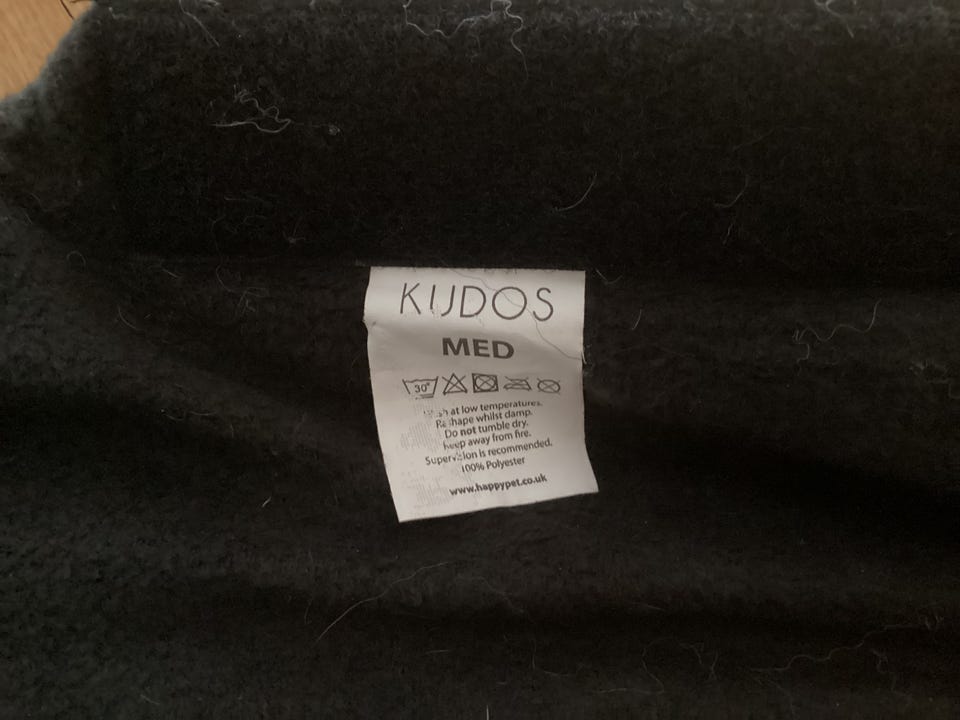 KUDOS
MED
30°
at low temperatures.
Reshape whilst damp.
Do not tumble dry.
Keep away from fire.
Supervision is recommended.
100% Polyester
www.happypet.co.uk